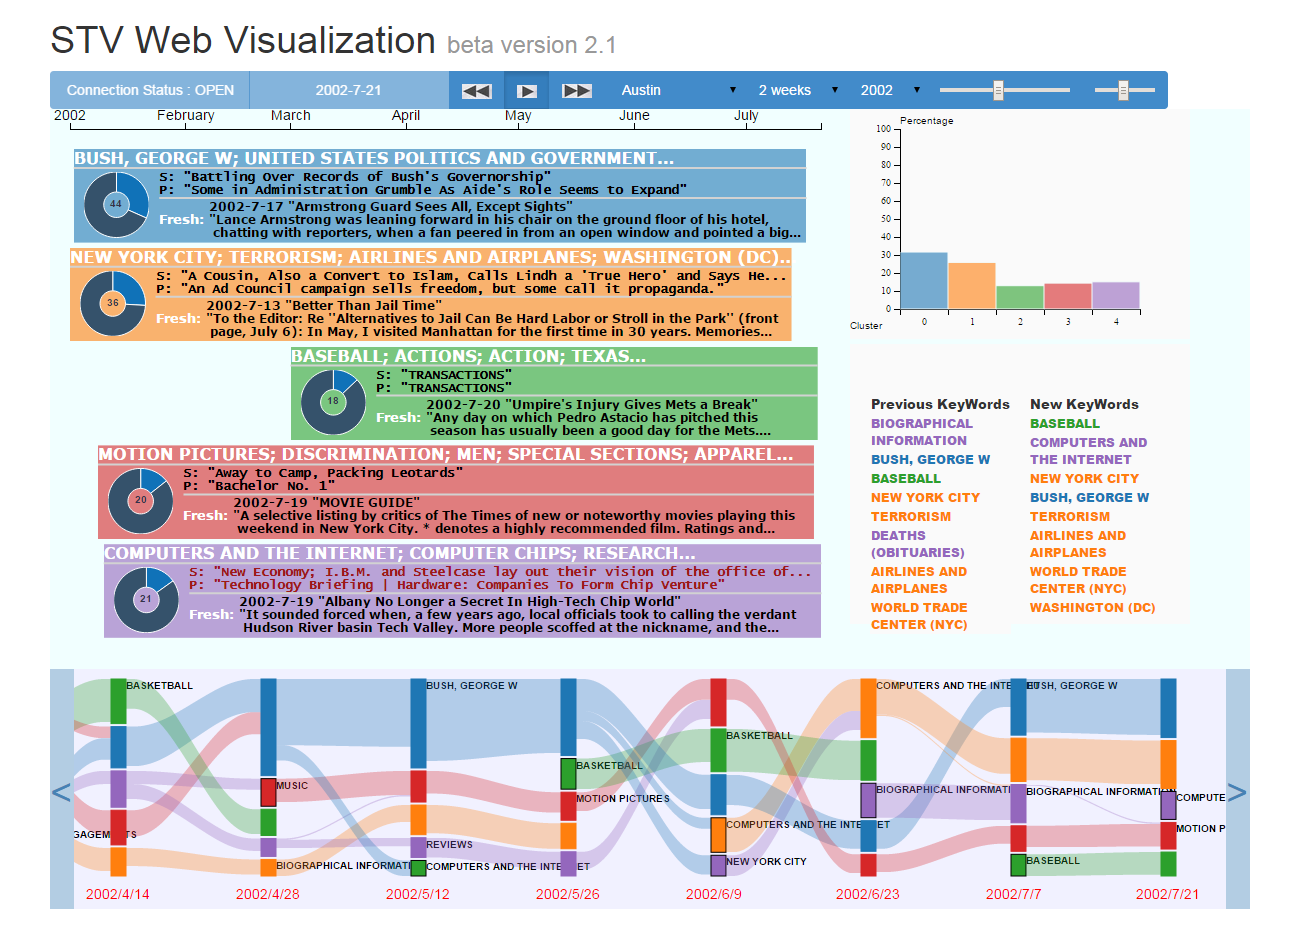 STV Web Visualization beta version 2.1
Connection Status : OPEN 2002-7-21 Austin 2 weeks 2002
2002 February March April May June July
BUSH, GEORGE W; UNITED STATES POLITICS AND GOVERNMENT...
44
S: "Battling Over Records of Bush's Governorship"
P: "Some in Administration Grumble As Aide's Role Seems to Expand"
Fresh: 2002-7-17 "Armstrong Guard Sees All, Except Sights"
"Lance Armstrong was leaning forward in his chair on the ground floor of his hotel,
chatting with reporters, when a fan peered in from an open window and pointed a big...
NEW YORK CITY; TERRORISM; AIRLINES AND AIRPLANES; WASHINGTON (DC)..
36
S: "A Cousin, Also a Convert to Islam, Calls Lindh a 'True Hero' and Says He...
P: "An Ad Council campaign sells freedom, but some call it propaganda."
Fresh: 2002-7-13 "Better Than Jail Time"
"To the Editor: Re ''Alternatives to Jail Can Be Hard Labor or Stroll in the Park'' (front
page, July 6): In May, I visited Manhattan for the first time in 30 years. Memories...
BASEBALL; ACTIONS; ACTION; TEXAS...
18
S: "TRANSACTIONS"
P: "TRANSACTIONS"
Fresh: 2002-7-20 "Umpire's Injury Gives Mets a Break"
"Any day on which Pedro Astacio has pitched this
season has usually been a good day for the Mets....
MOTION PICTURES; DISCRIMINATION; MEN; SPECIAL SECTIONS; APPAREL...
20
S: "Away to Camp, Packing Leotards"
P: "Bachelor No. 1"
Fresh: 2002-7-19 "MOVIE GUIDE"
"A selective listing by critics of The Times of new or noteworthy movies playing this
weekend in New York City. * denotes a highly recommended film. Ratings and...
COMPUTERS AND THE INTERNET; COMPUTER CHIPS; RESEARCH...
21
S: "New Economy; I.B.M. and Steelcase lay out their vision of the office of...
P: "Technology Briefing | Hardware: Companies To Form Chip Venture"
Fresh: 2002-7-19 "Albany No Longer a Secret In High-Tech Chip World"
"It sounded forced when, a few years ago, local officials took to calling the verdant
Hudson River basin Tech Valley. More people scoffed at the nickname, and the...
Percentage
100
90
80
70
60
50
40
30
20
10
0
Cluster 0 1 2 3 4
Previous KeyWords
BIOGRAPHICAL
INFORMATION
BUSH, GEORGE W
BASEBALL
NEW YORK CITY
TERRORISM
DEATHS
(OBITUARIES)
AIRLINES AND
AIRPLANES
WORLD TRADE
CENTER (NYC)
New KeyWords
BASEBALL
COMPUTERS AND
THE INTERNET
NEW YORK CITY
BUSH, GEORGE W
TERRORISM
AIRLINES AND
AIRPLANES
WORLD TRADE
CENTER (NYC)
WASHINGTON (DC)
< >
BASKETBALL
GAGEMENTS
MUSIC
BIOGRAPHICAL INFORMATI
BUSH, GEORGE W
REVIEWS
COMPUTERS AND THE INTERNET
BASKETBALL
MOTION PICTURES
BASKETBALL
COMPUTERS AND THE INTERNET
NEW YORK CITY
COMPUTERS AND THE INTERNET
BIOGRAPHICAL INFORMATI
BUSH, GEORGE W
BIOGRAPHICAL INFORMATION
BASEBALL
COMPUTE
MOTION P
2002/4/14 2002/4/28 2002/5/12 2002/5/26 2002/6/9 2002/6/23 2002/7/7 2002/7/21